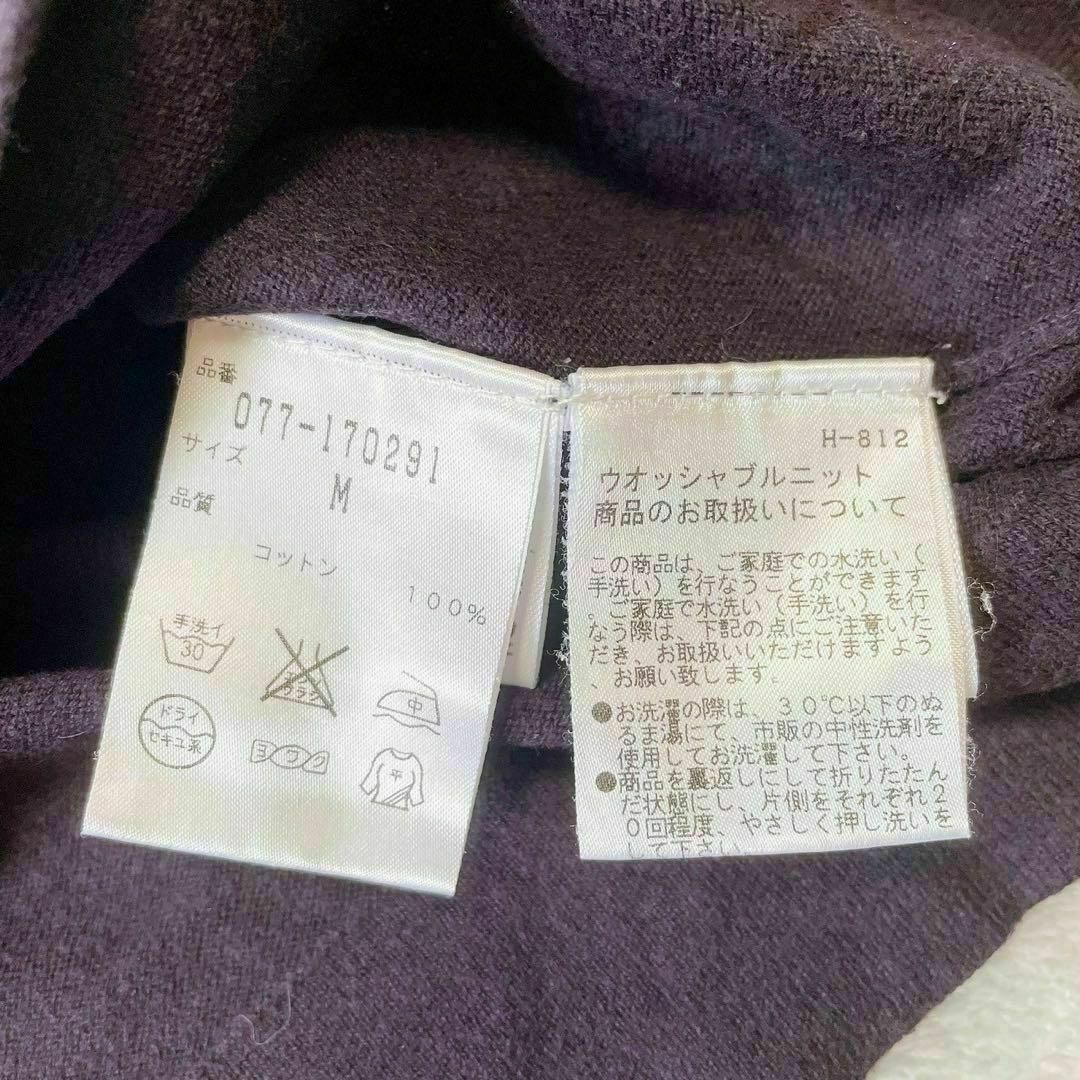 品番
077-170291
サイズ
M
品質
コットン
100%
手洗イ
30
エンソ
サラシ
中
ドライ
セキユ系
ヨワク
平
H-812
ウオッシャブルニット
商品のお取扱いについて
この商品は、ご家庭での水洗い（
手洗い）を行なうことができます
。ご家庭で水洗い（手洗い）を行
なう際は、下記の点にご注意いた
だき、お取扱いいただけますよう
、お願い致します。
●お洗濯の際は、30℃以下のぬ
るま湯にて、市販の中性洗剤を
使用してお洗濯して下さい。
●商品を裏返しにして折りたたん
だ状態にし、片側をそれぞれ2
0回程度、やさしく押し洗いを
して下さい。